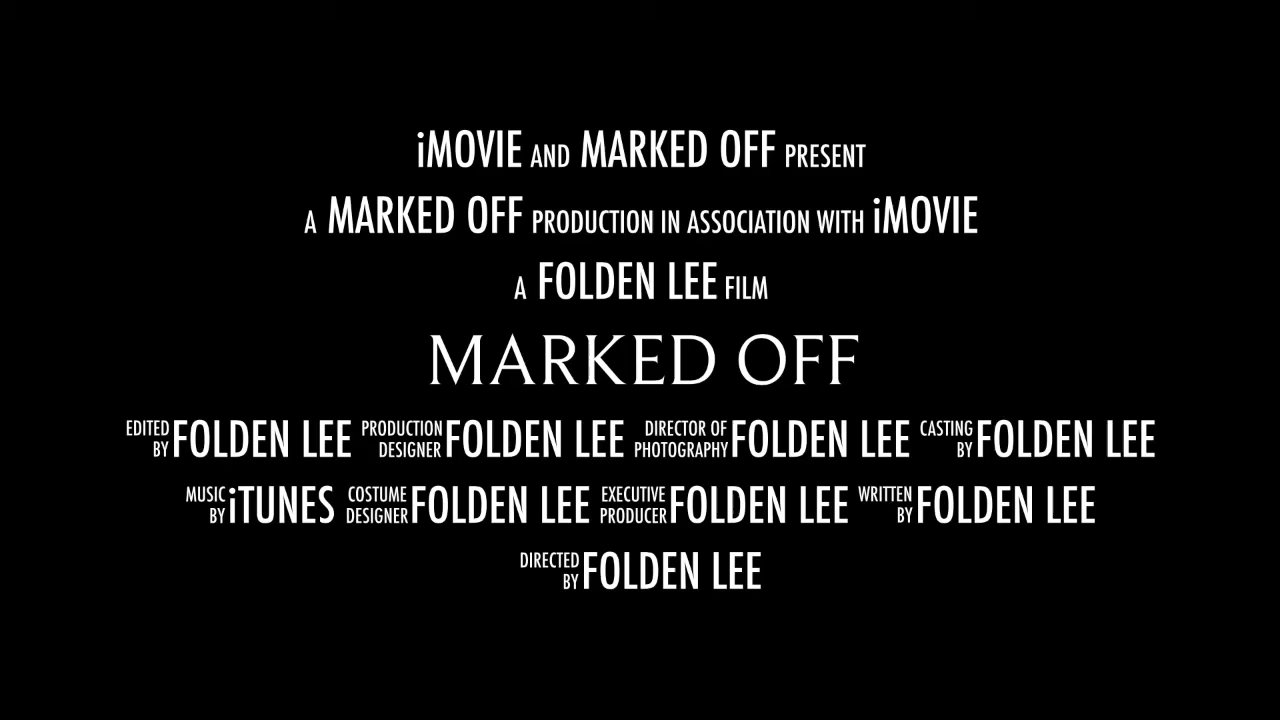 iMOVIE AND MARKED OFF PRESENT
A MARKED OFF PRODUCTION IN ASSOCIATION WITH iMOVIE
A FOLDEN LEE FILM
MARKED OFF
EDITED BY FOLDEN LEE PRODUCTION DESIGNER FOLDEN LEE DIRECTOR OF PHOTOGRAPHY FOLDEN LEE CASTING BY FOLDEN LEE
MUSIC BY iTUNES COSTUME DESIGNER FOLDEN LEE EXECUTIVE PRODUCER FOLDEN LEE WRITTEN BY FOLDEN LEE
DIRECTED BY FOLDEN LEE